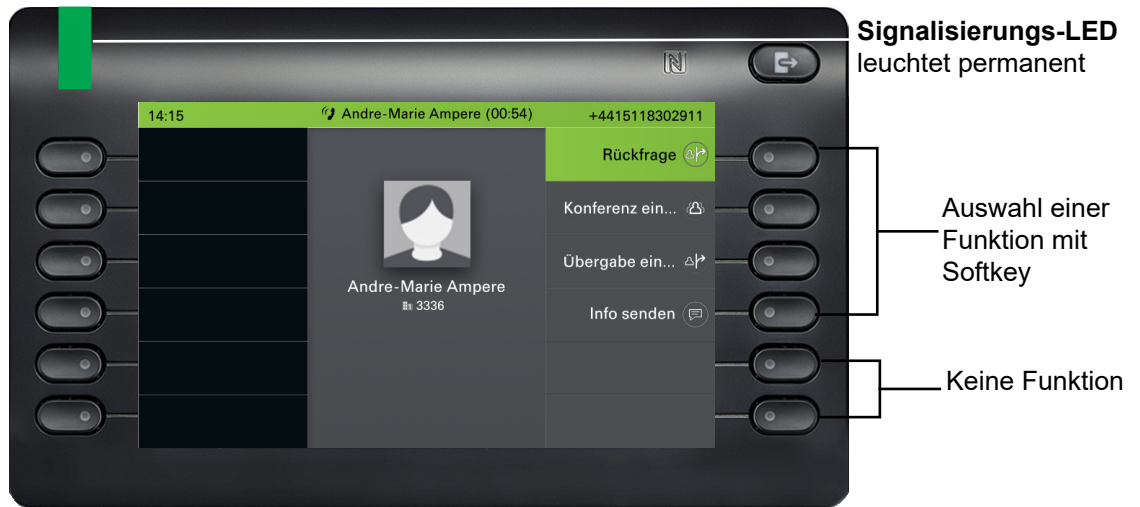 Signalisierungs-LED
leuchtet permanent
14:15
Andre-Marie Ampere (00:54)
+4415118302911
Rückfrage
Konferenz ein...
Übergabe ein...
Info senden
Andre-Marie Ampere
3336
Auswahl einer
Funktion mit
Softkey
Keine Funktion